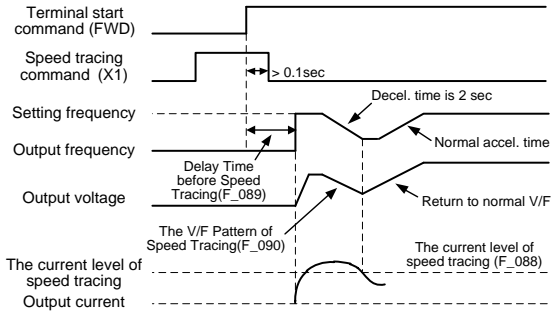 Terminal start
command (FWD)
Speed tracing
command (X1)
> 0.1sec
Decel. time is 2 sec
Setting frequency
Normal accel. time
Output frequency
Delay Time
before Speed
Tracing(F_089)
Output voltage
Return to normal V/F
The V/F Pattern of
Speed Tracing(F_090)
The current level of
speed tracing (F_088)
The current level of
speed tracing
Output current